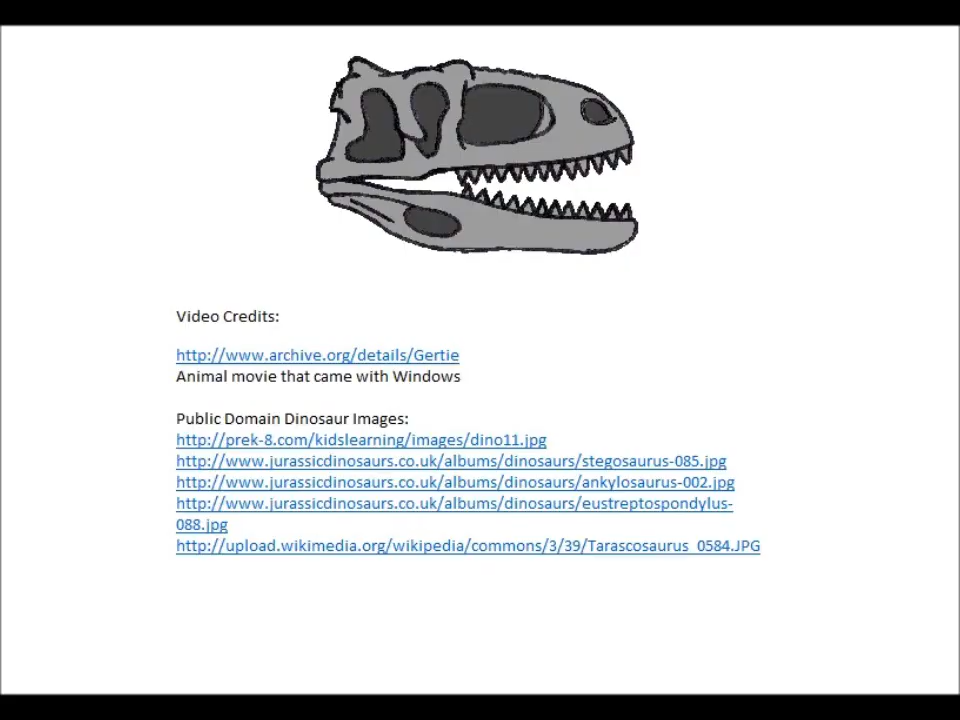 Video Credits:
http://www.archive.org/details/Gertie
Animal movie that came with Windows
Public Domain Dinosaur Images:
http://prek-8.com/kidslearning/images/dino11.jpg
http://www.jurassicdinosaurs.co.uk/albums/dinosaurs/stegosaurus-085.jpg
http://www.jurassicdinosaurs.co.uk/albums/dinosaurs/ankylosaurus-002.jpg
http://www.jurassicdinosaurs.co.uk/albums/dinosaurs/eustreptospondylus-
088.jpg
http://upload.wikimedia.org/wikipedia/commons/3/39/Tarascosaurus_0584.JPG